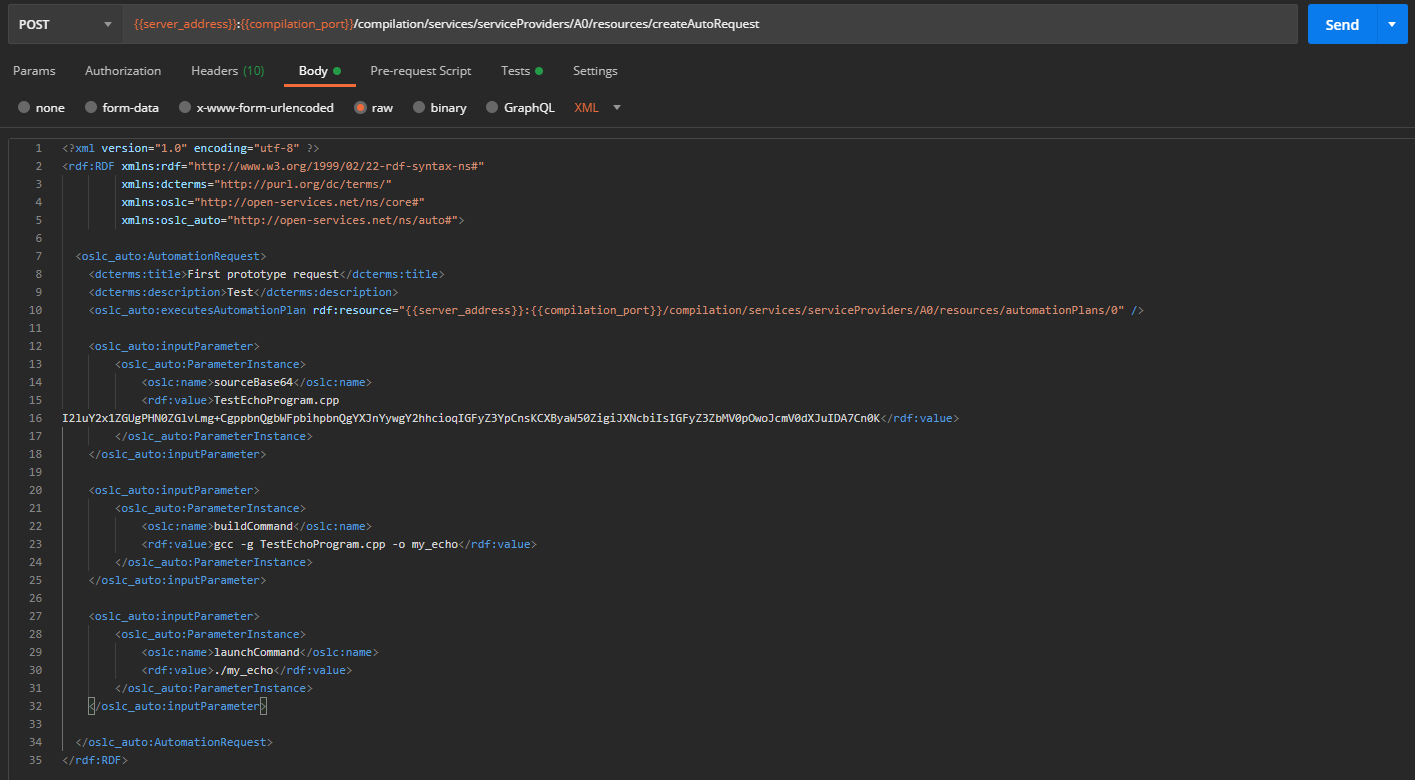 POST {{server_address}}:{{compilation_port}}/compilation/services/serviceProviders/A0/resources/createAutoRequest Send
Params Authorization Headers (10) Body Pre-request Script Tests Settings
none form-data x-www-form-urlencoded raw binary GraphQL XML
1 <?xml version="1.0" encoding="utf-8" ?>
2 <rdf:RDF xmlns:rdf="http://www.w3.org/1999/02/22-rdf-syntax-ns#"
3 xmlns:dcterms="http://purl.org/dc/terms/"
4 xmlns:oslc="http://open-services.net/ns/core#"
5 xmlns:oslc_auto="http://open-services.net/ns/auto#">
6
7 <oslc_auto:AutomationRequest>
8 <dcterms:title>First prototype request</dcterms:title>
9 <dcterms:description>Test</dcterms:description>
10 <oslc_auto:executesAutomationPlan rdf:resource="{{server_address}}:{{compilation_port}}/compilation/services/serviceProviders/A0/resources/automationPlans/0" />
11
12 <oslc_auto:inputParameter>
13 <oslc_auto:ParameterInstance>
14 <oslc:name>sourceBase64</oslc:name>
15 <rdf:value>TestEchoProgram.cpp
16 I2luY2x1ZGUgPHN0ZGlvLmg+CgppbnQgbWFpbihpbnQgYXJnYywgY2hhcioqIGFyZ3YpCnsKCXByaW50ZigiJXNcbiIsIGFyZ3ZbMV0pOwoJcmV0dXJuIDA7Cn0K</rdf:value>
17 </oslc_auto:ParameterInstance>
18 </oslc_auto:inputParameter>
19
20 <oslc_auto:inputParameter>
21 <oslc_auto:ParameterInstance>
22 <oslc:name>buildCommand</oslc:name>
23 <rdf:value>gcc -g TestEchoProgram.cpp -o my_echo</rdf:value>
24 </oslc_auto:ParameterInstance>
25 </oslc_auto:inputParameter>
26
27 <oslc_auto:inputParameter>
28 <oslc_auto:ParameterInstance>
29 <oslc:name>launchCommand</oslc:name>
30 <rdf:value>./my_echo</rdf:value>
31 </oslc_auto:ParameterInstance>
32 </oslc_auto:inputParameter>
33
34 </oslc_auto:AutomationRequest>
35 </rdf:RDF>